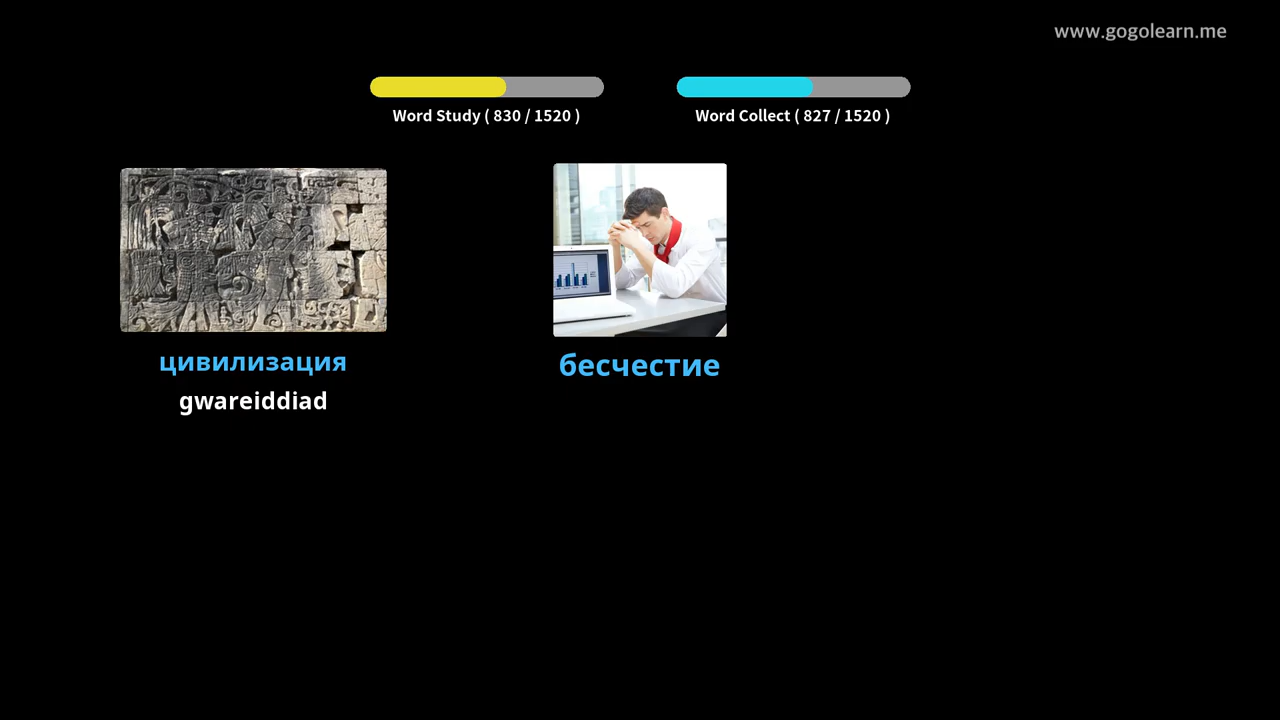 www.gogolearn.me
Word Study ( 830 / 1520 )
Word Collect ( 827 / 1520 )
цивилизация
gwareiddiad
бесчестие